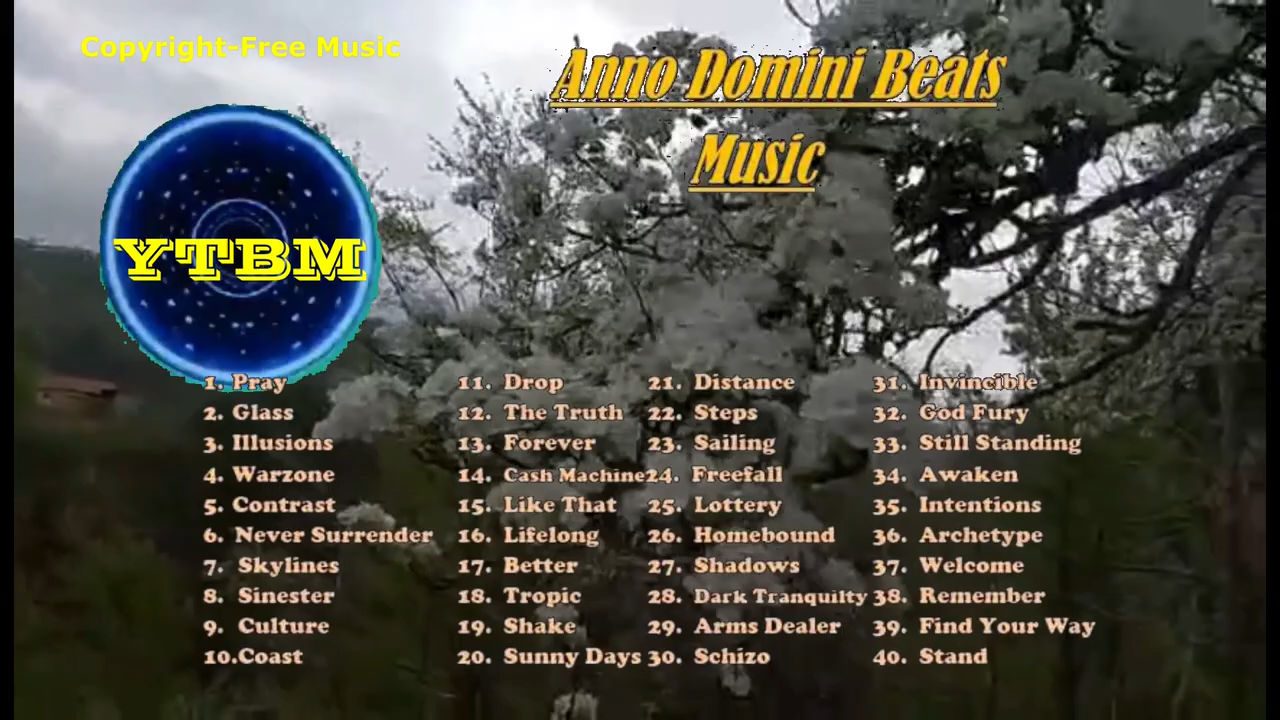 Copyright-Free Music
Anno Domini Beats
Music
YTBM
1. Pray
2. Glass
3. Illusions
4. Warzone
5. Contrast
6. Never Surrender
7. Skylines
8. Sinester
9. Culture
10.Coast
11. Drop
12. The Truth
13. Forever
14. Cash Machine
15. Like That
16. Lifelong
17. Better
18. Tropic
19. Shake
20. Sunny Days
21. Distance
22. Steps
23. Sailing
24. Freefall
25. Lottery
26. Homebound
27. Shadows
28. Dark Tranquilty
29. Arms Dealer
30. Schizo
31. Invincible
32. God Fury
33. Still Standing
34. Awaken
35. Intentions
36. Archetype
37. Welcome
38. Remember
39. Find Your Way
40. Stand